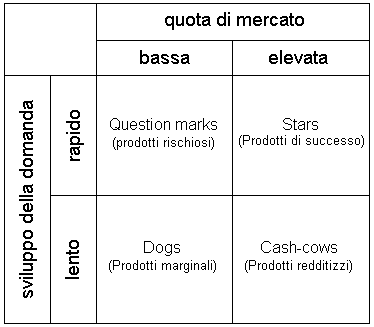 quota di mercato
bassa
elevata
sviluppo della domanda
rapido
Question marks
(prodotti rischiosi)
Stars
(Prodotti di successo)
lento
Dogs
(Prodotti marginali)
Cash-cows
(Prodotti redditizzi)